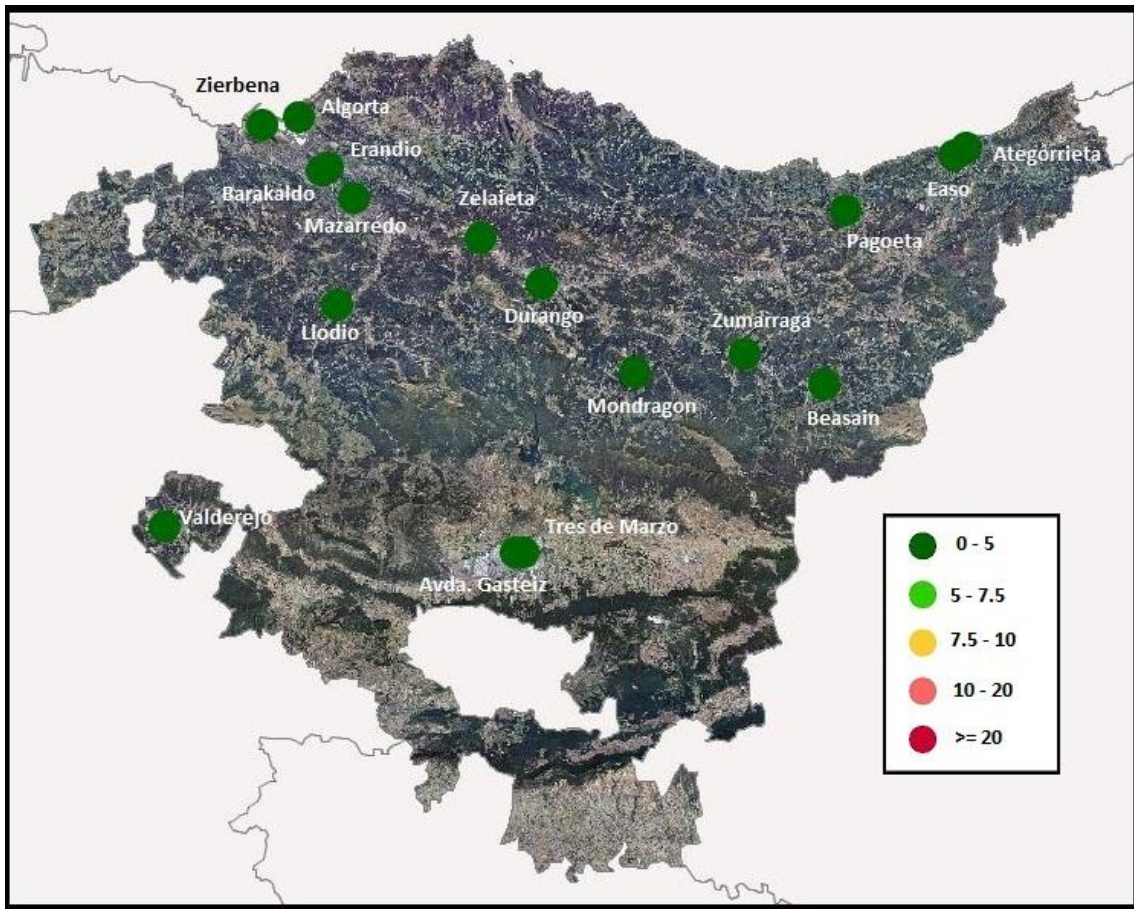 Zierbena
Algorta
Erandio
Barakaldo
Mazarredo
Zelaieta
Ategorrieta
Easo
Pagoeta
Durango
Llodio
Zumarraga
Mondragon
Beasain
Valderejo
Tres de Marzo
Avda. Gasteiz
0 - 5
5 - 7.5
7.5 - 10
10 - 20
>= 20